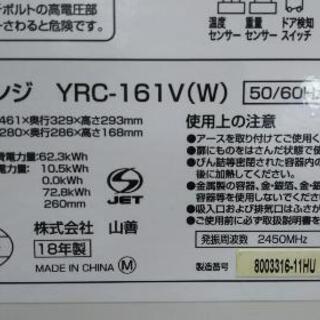 ボルトの高電圧部に
さわると危険です。
温度
センサー
重量
センサー
ドア検知
スイッチ
ンジ YRC-161V(W) 50/60H
461×奥行329×高さ293mm
280×奥行286×高さ168mm
費電力量 62.3kWh
10.5kWh
0.0kWh
72.8kWh
260mm
JET
株式会社 山善
18年製
MADE IN CHINA Ⓜ
使用上の注意
●アースを取り付けてご使用
●扉にものをはさんだ状態で使
●びん詰等密閉された容器内の
後に加熱してください。
●金属製の容器、金・銀箔、金・銀
容器は使用しないでください。
●吸入口および排気口はふさが
●必ずご使用前に取扱説明書を
発振周波数 2450MHz
製造番号 8003316-11HU